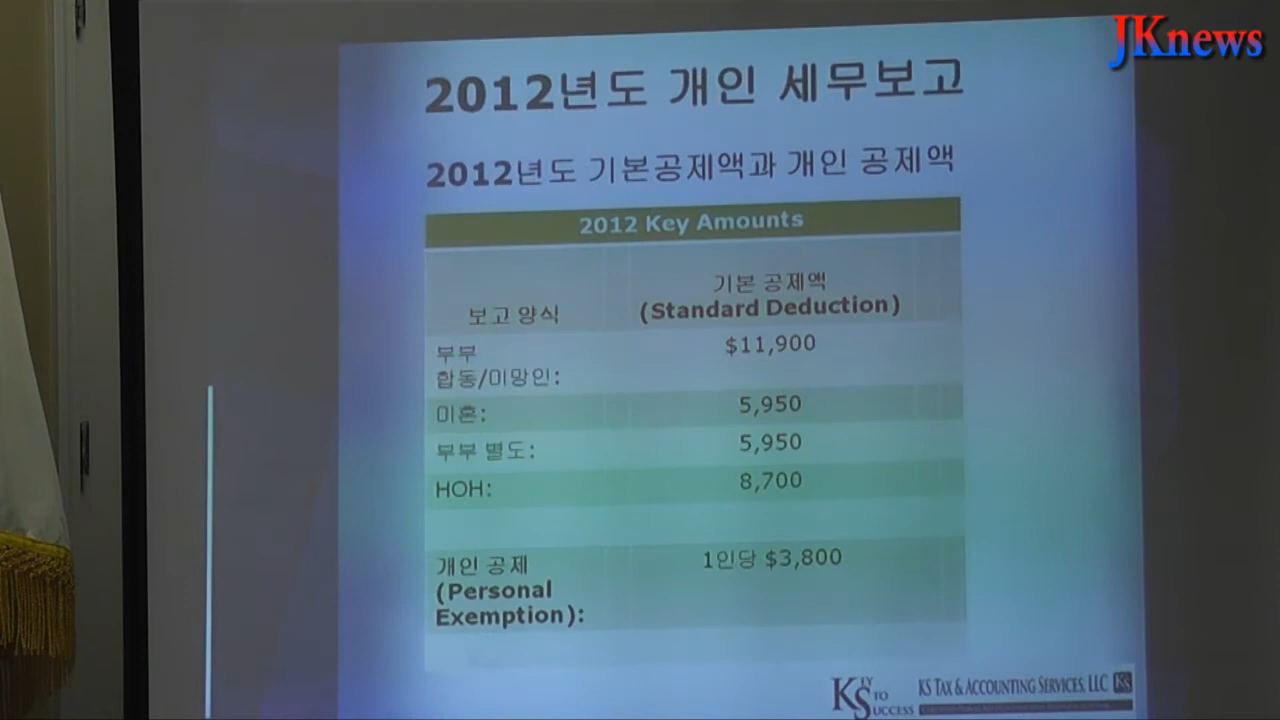 JKnews
2012년도 개인 세무보고
2012년도 기본공제액과 개인 공제액
2012 Key Amounts
기본 공제액
보고 양식 (Standard Deduction)
부부 $11,900
합동/미망인:
미혼: 5,950
부부 별도: 5,950
HOH: 8,700
개인 공제 1인당 $3,800
(Personal
Exemption):
KEY TO SUCCESS
KS TAX & ACCOUNTING SERVICES, LLC KS